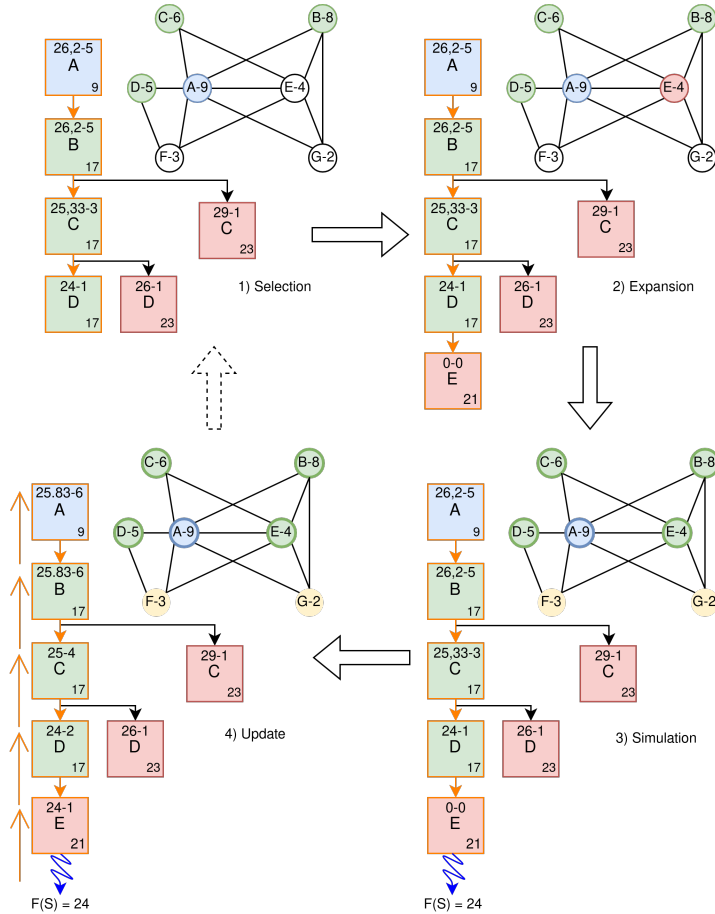 C-6
B-8
D-5
A-9
E-4
F-3
G-2
26,2-5
A
9
26,2-5
B
17
25,33-3
C
17
29-1
C
23
24-1
D
17
26-1
D
23
1) Selection
C-6
B-8
D-5
A-9
E-4
F-3
G-2
26,2-5
A
9
26,2-5
B
17
25,33-3
C
17
29-1
C
23
24-1
D
17
26-1
D
23
0-0
E
21
2) Expansion
C-6
B-8
D-5
A-9
E-4
F-3
G-2
25.83-6
A
9
25.83-6
B
17
25-4
C
17
29-1
C
23
24-2
D
17
26-1
D
23
24-1
E
21
F(S) = 24
4) Update
C-6
B-8
D-5
A-9
E-4
F-3
G-2
26,2-5
A
9
26,2-5
B
17
25,33-3
C
17
29-1
C
23
24-1
D
17
26-1
D
23
0-0
E
21
F(S) = 24
3) Simulation